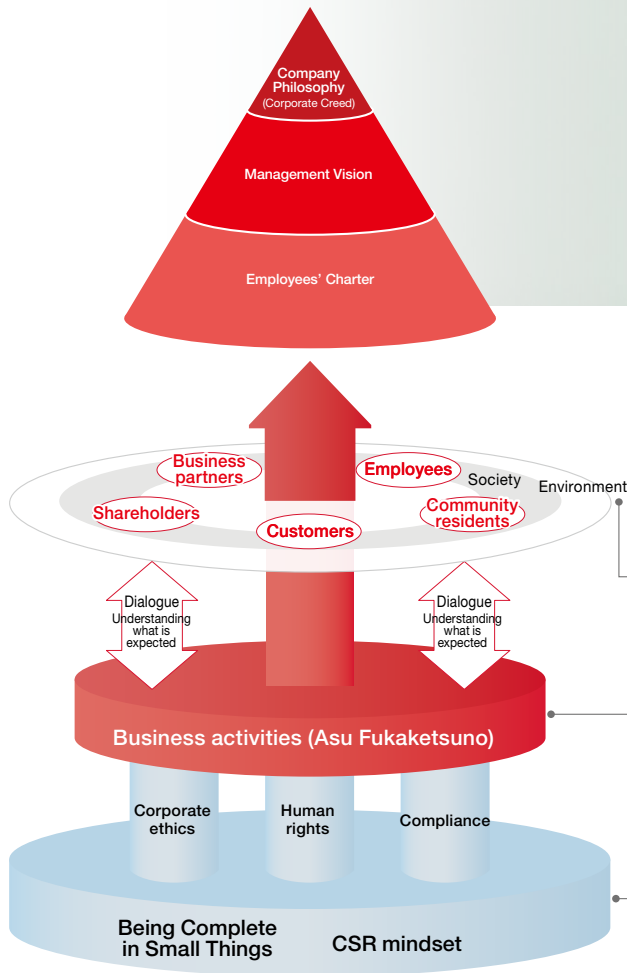 Company
Philosophy
(Corporate Creed)
Management Vision
Employees’ Charter
Business
partners
Employees
Society
Environment
Shareholders
Customers
Community
residents
Dialogue
Understanding
what is
expected
Dialogue
Understanding
what is
expected
Business activities (Asu Fukaketsuno)
Corporate
ethics
Human
rights
Compliance
Being Complete
in Small Things
CSR mindset